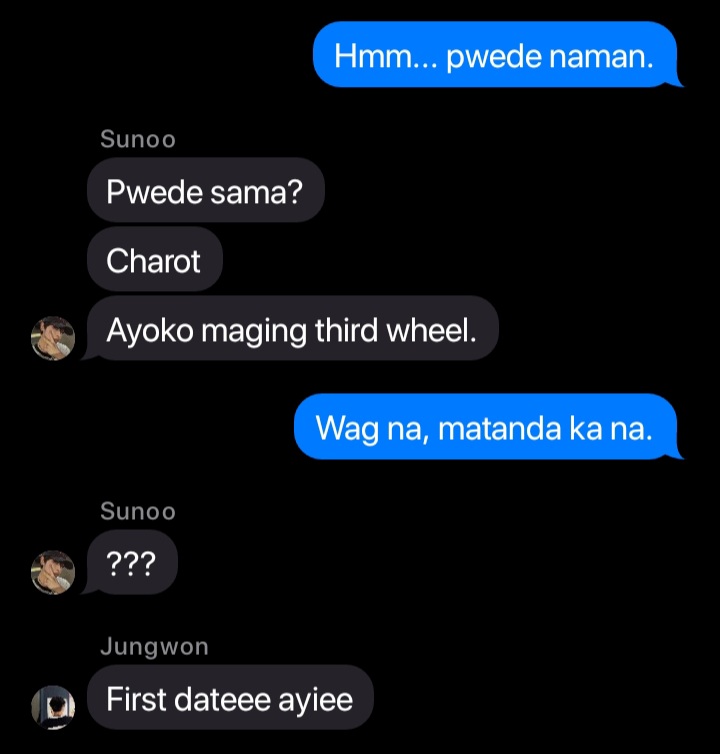 Hmm... pwede naman.
Sunoo
Pwede sama?
Charot
Ayoko maging third wheel.
Wag na, matanda ka na.
Sunoo
???
Jungwon
First dateee ayiee